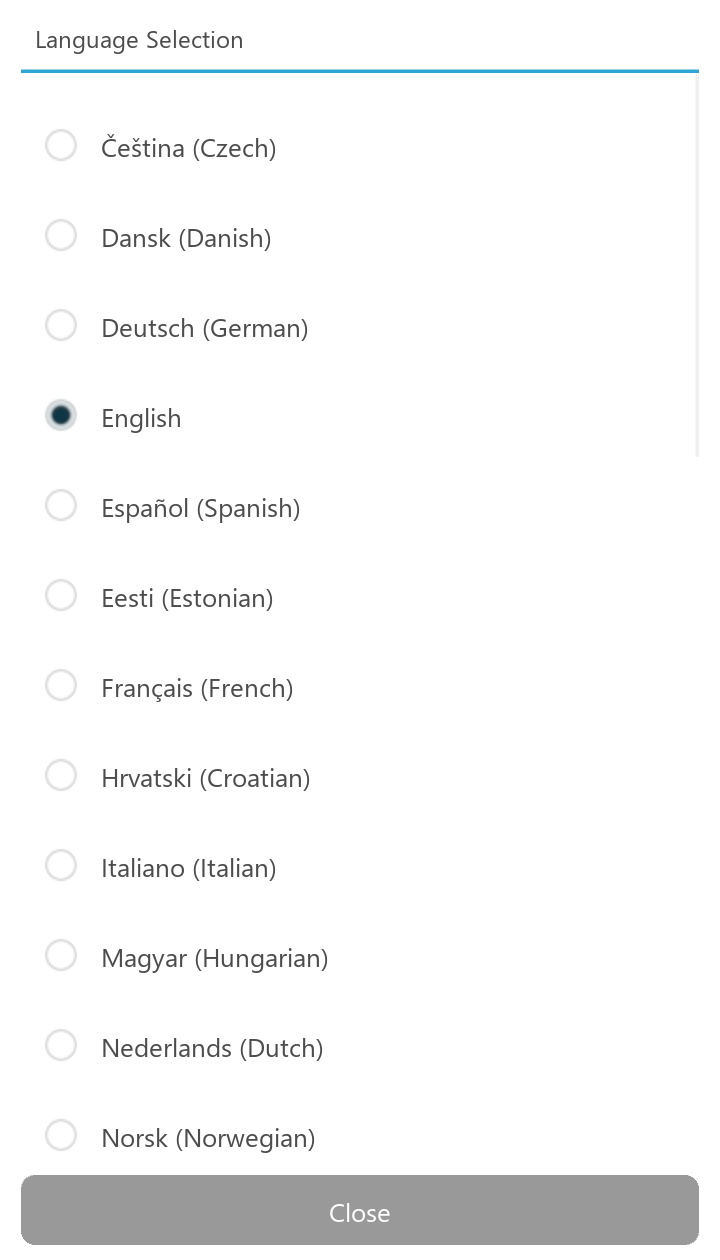 Language Selection
Čeština (Czech)
Dansk (Danish)
Deutsch (German)
English
Español (Spanish)
Eesti (Estonian)
Français (French)
Hrvatski (Croatian)
Italiano (Italian)
Magyar (Hungarian)
Nederlands (Dutch)
Norsk (Norwegian)
Close